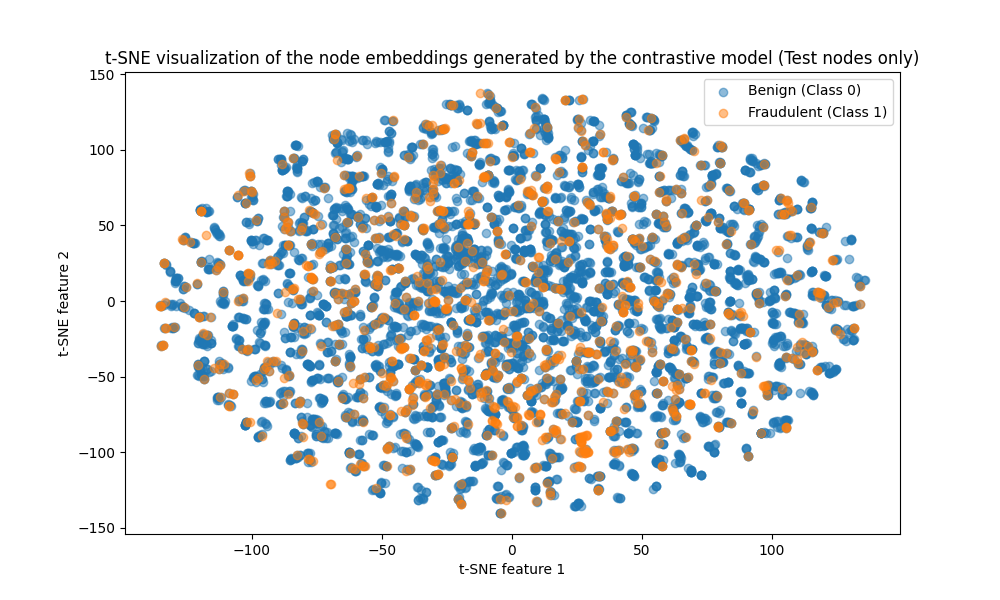 t-SNE visualization of the node embeddings generated by the contrastive model (Test nodes only)
Benign (Class 0)
Fraudulent (Class 1)
150
100
50
0
−50
−100
−150
t-SNE feature 2
−100
−50
0
50
100
t-SNE feature 1